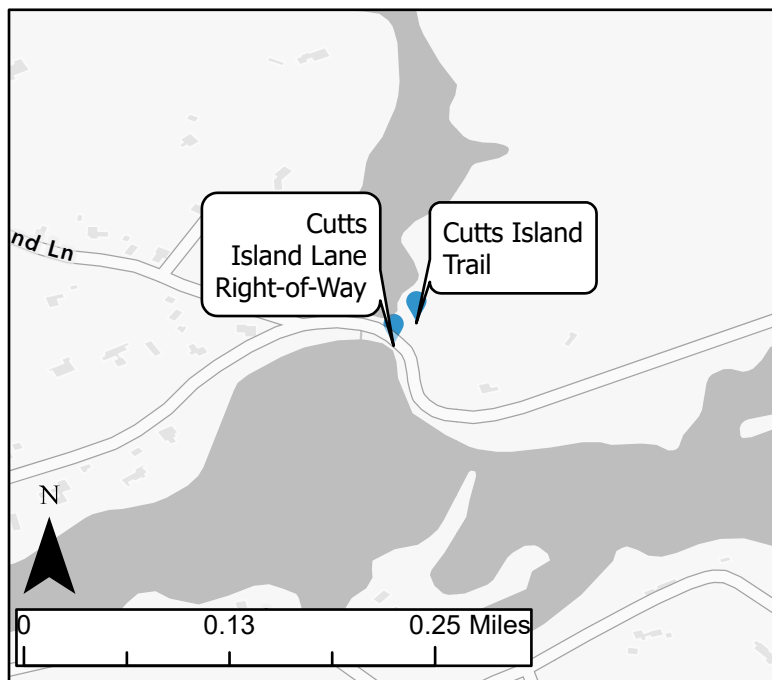 nd Ln
Cutts
Island Lane
Right-of-Way
Cutts Island
Trail
N
0 0.13 0.25 Miles